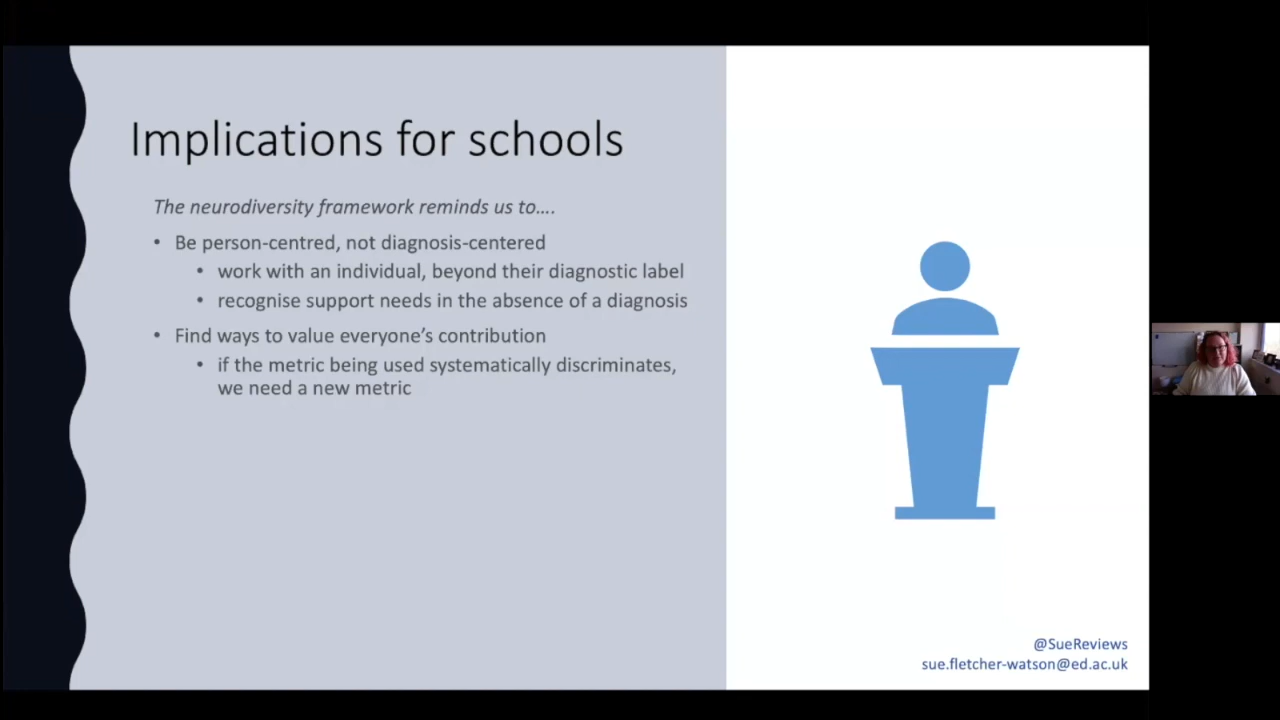 Implications for schools
The neurodiversity framework reminds us to....
• Be person-centred, not diagnosis-centered
• work with an individual, beyond their diagnostic label
• recognise support needs in the absence of a diagnosis
• Find ways to value everyone's contribution
• if the metric being used systematically discriminates,
we need a new metric
@SueReviews
sue.fletcher-watson@ed.ac.uk